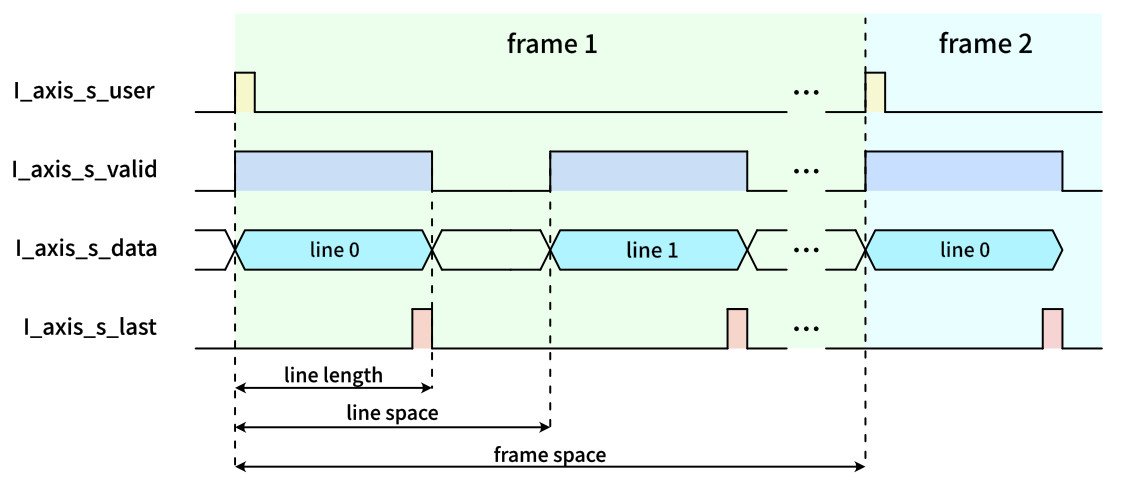 frame 1
frame 2
I_axis_s_user
...
I_axis_s_valid
...
I_axis_s_data
line 0
line 1
...
line 0
I_axis_s_last
...
line length
line space
frame space